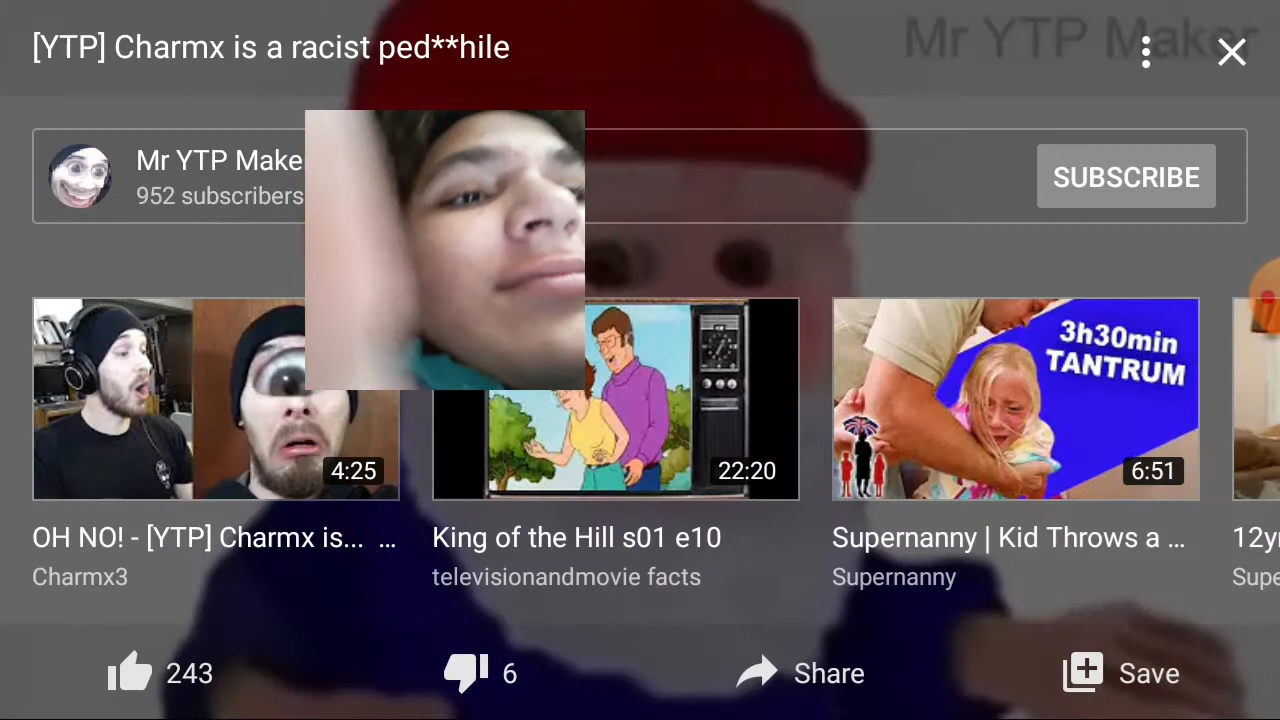 [YTP] Charmx is a racist ped**hile
Mr YTP Maker
Mr YTP Make
952 subscribers
SUBSCRIBE
3h30min
TANTRUM
4:25
22:20
6:51
OH NO! - [YTP] Charmx is... ...
King of the Hill s01 e10
Supernanny | Kid Throws a ...
12y
Charmx3
televisionandmovie facts
Supernanny
Supe
243
6
Share
Save